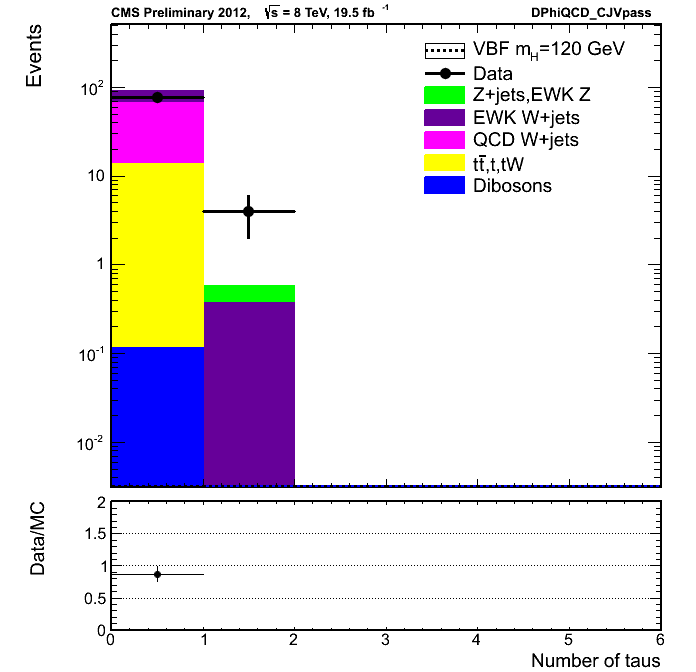 CMS Preliminary 2012, √s = 8 TeV, 19.5 fb⁻¹ DPhiQCD_CJVpass
Events
10²
10
1
10⁻¹
10⁻²
VBF m_H=120 GeV
Data
Z+jets,EWK Z
EWK W+jets
QCD W+jets
tt̄,t,tW
Dibosons
Data/MC
2
1.5
1
0.5
0
0 1 2 3 4 5 6
Number of taus